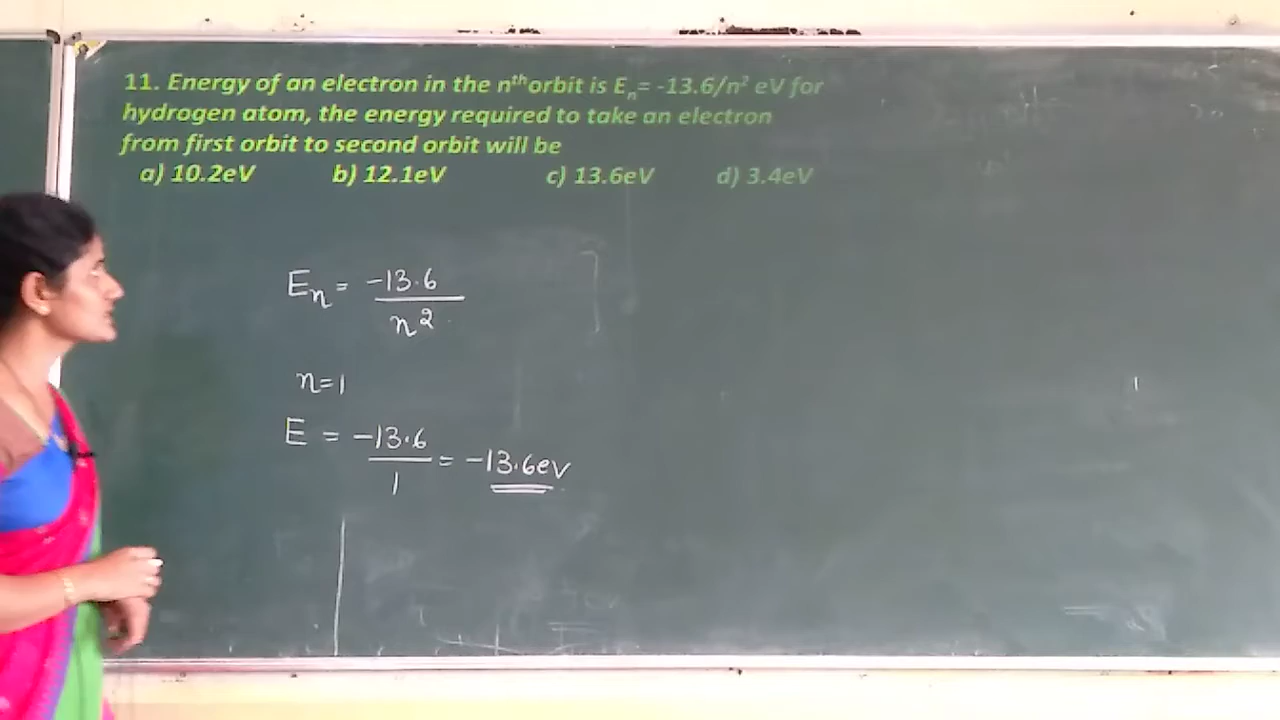 11. Energy of an electron in the nᵗʰorbit is Eₙ= -13.6/n² eV for
hydrogen atom, the energy required to take an electron
from first orbit to second orbit will be
a) 10.2eV b) 12.1eV c) 13.6eV d) 3.4eV
Eₙ = -13.6
n²
n=1
E = -13.6
1 = -13.6ev